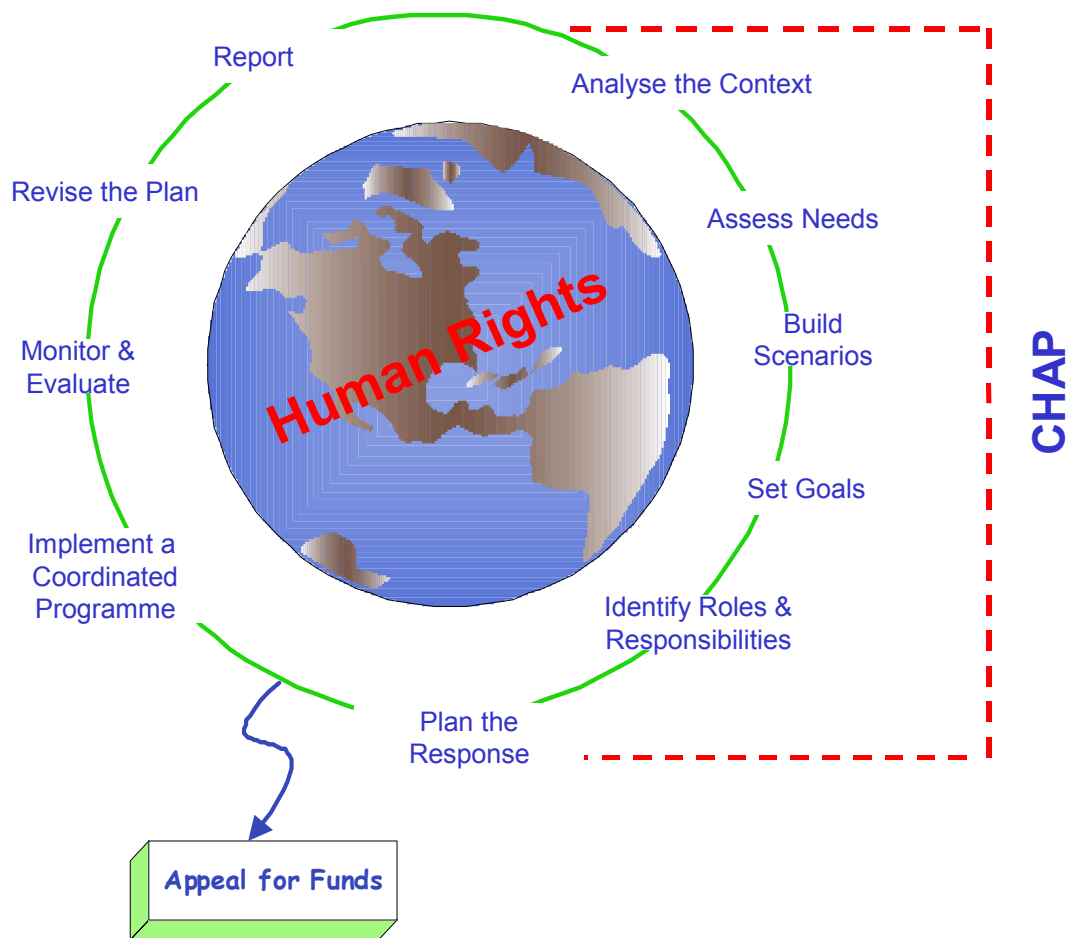 Report
Analyse the Context
Revise the Plan
Assess Needs
Human Rights
Build
Scenarios
Monitor &
Evaluate
CHAP
Set Goals
Implement a
Coordinated
Programme
Identify Roles &
Responsibilities
Plan the
Response
Appeal for Funds